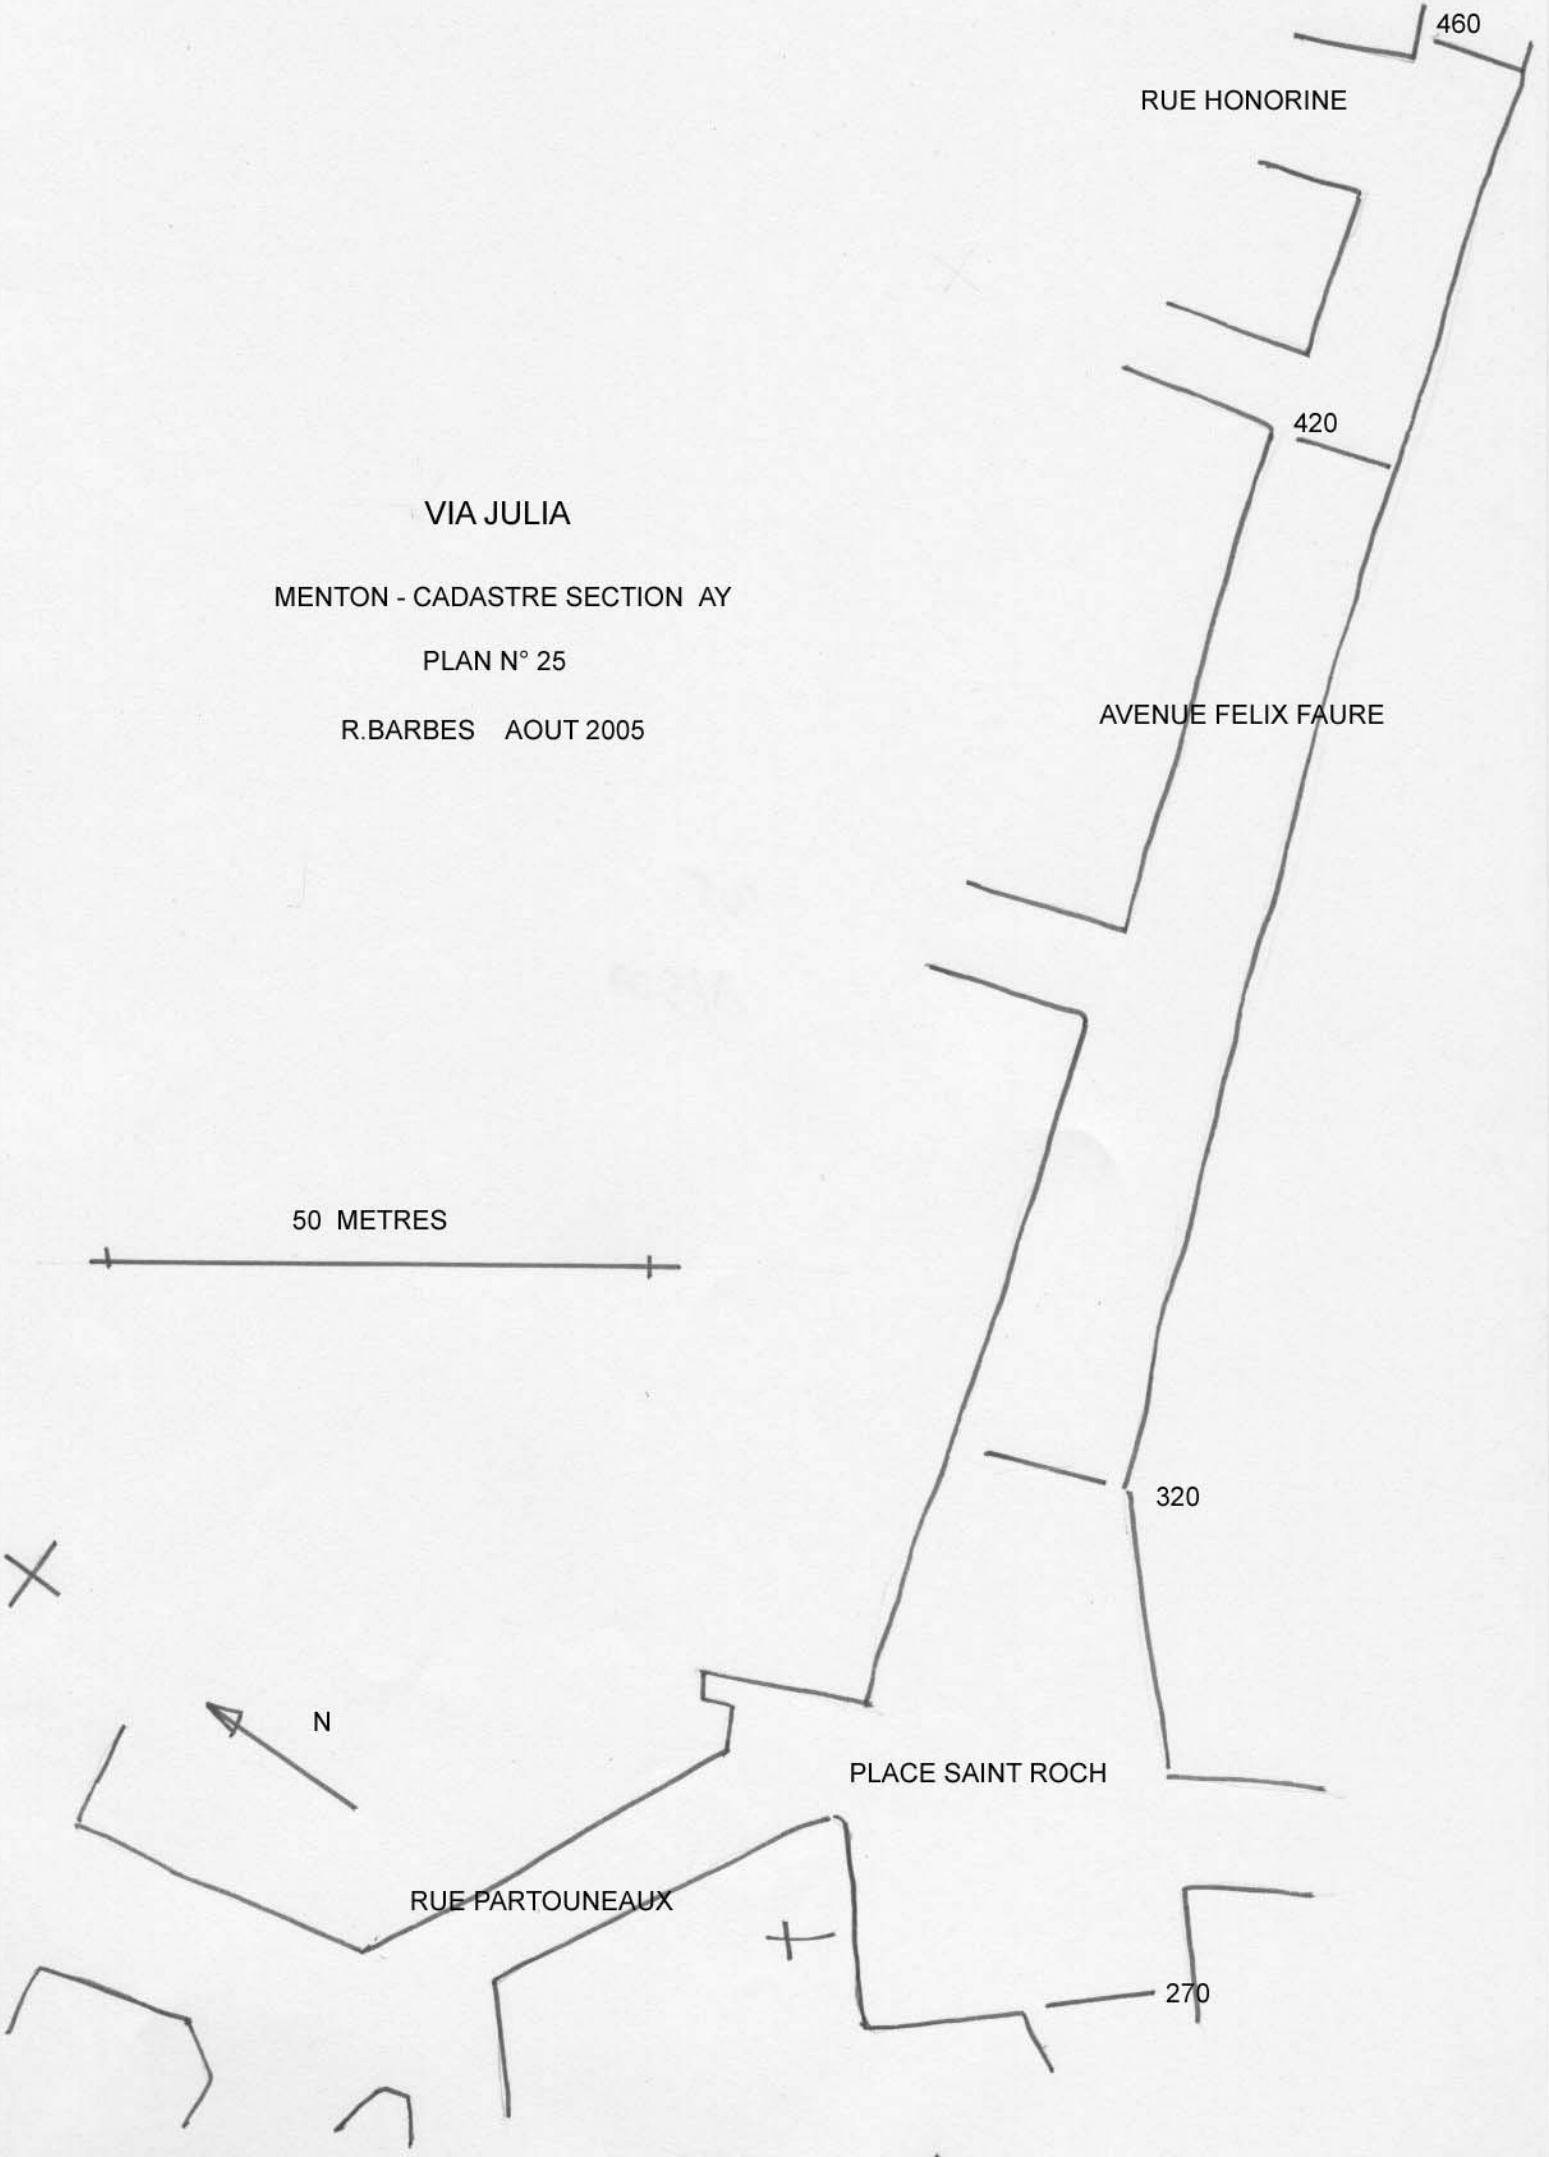 460
RUE HONORINE
420
VIA JULIA
MENTON - CADASTRE SECTION AY
PLAN N° 25
R.BARBES AOUT 2005
AVENUE FELIX FAURE
50 METRES
320
N
PLACE SAINT ROCH
RUE PARTOUNEAUX
270